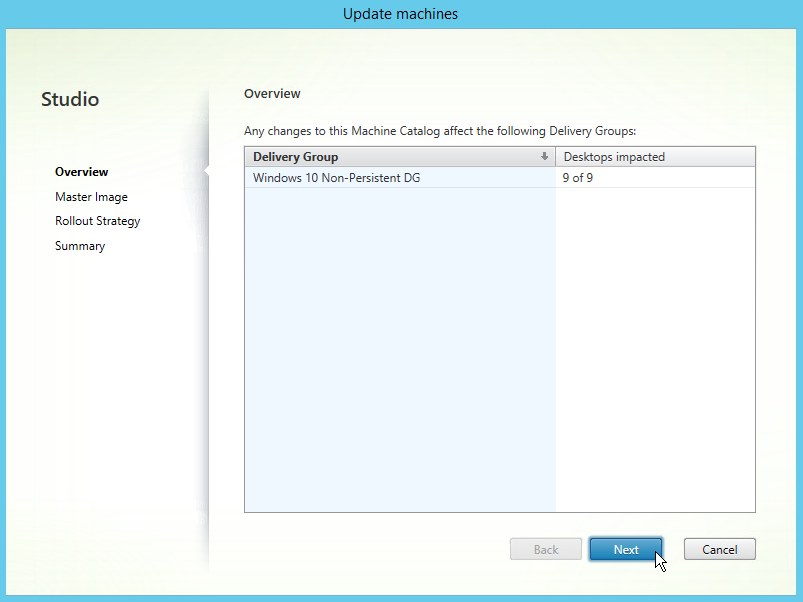 Update machines
Studio
Overview
Master Image
Rollout Strategy
Summary
Overview
Any changes to this Machine Catalog affect the following Delivery Groups:
Delivery Group Desktops impacted
Windows 10 Non-Persistent DG 9 of 9
Back Next Cancel